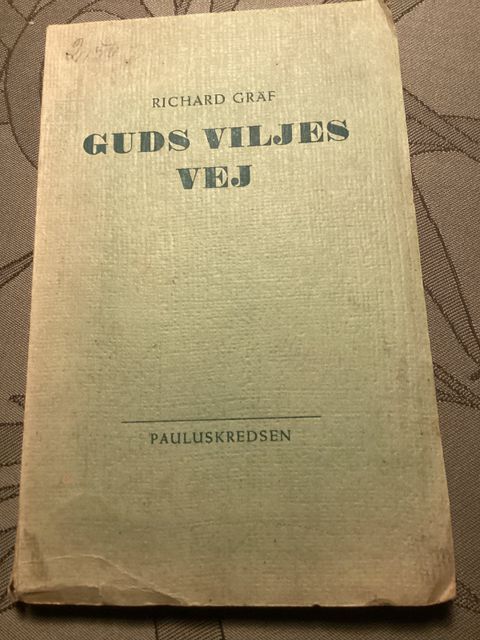 RICHARD GRÄF
GUDS VILJES
VEJ
PAULUSKREDSEN